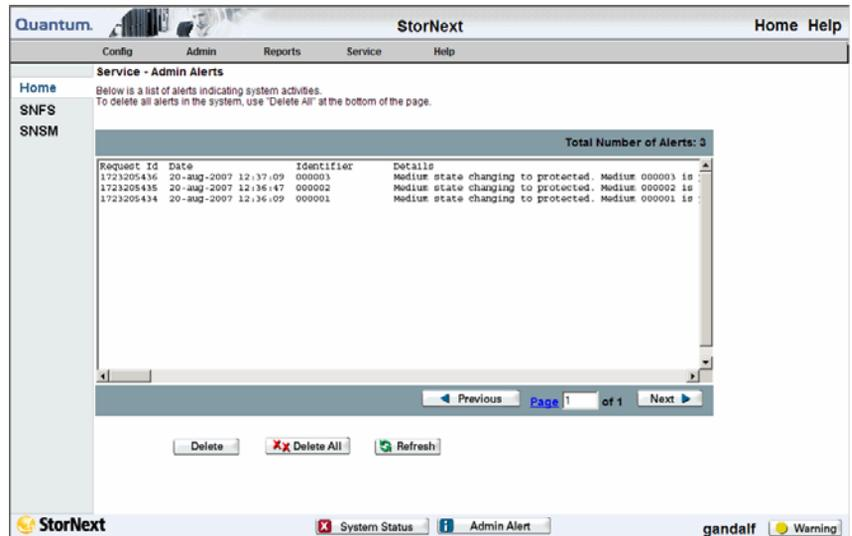 Quantum. StorNext Home Help
Config Admin Reports Service Help
Service - Admin Alerts
Home
SNFS
SNSM
Below is a list of alerts indicating system activities.
To delete all alerts in the system, use "Delete All" at the bottom of the page.
Total Number of Alerts: 3
Request Id Date Identifier Details
1723205436 20-aug-2007 12:37:09 000003 Medium state changing to protected. Medium 000003 is
1723205435 20-aug-2007 12:36:47 000002 Medium state changing to protected. Medium 000002 is
1723205434 20-aug-2007 12:36:09 000001 Medium state changing to protected. Medium 000001 is
Previous Page 1 of 1 Next
Delete Delete All Refresh
StorNext System Status Admin Alert gandalf Warning